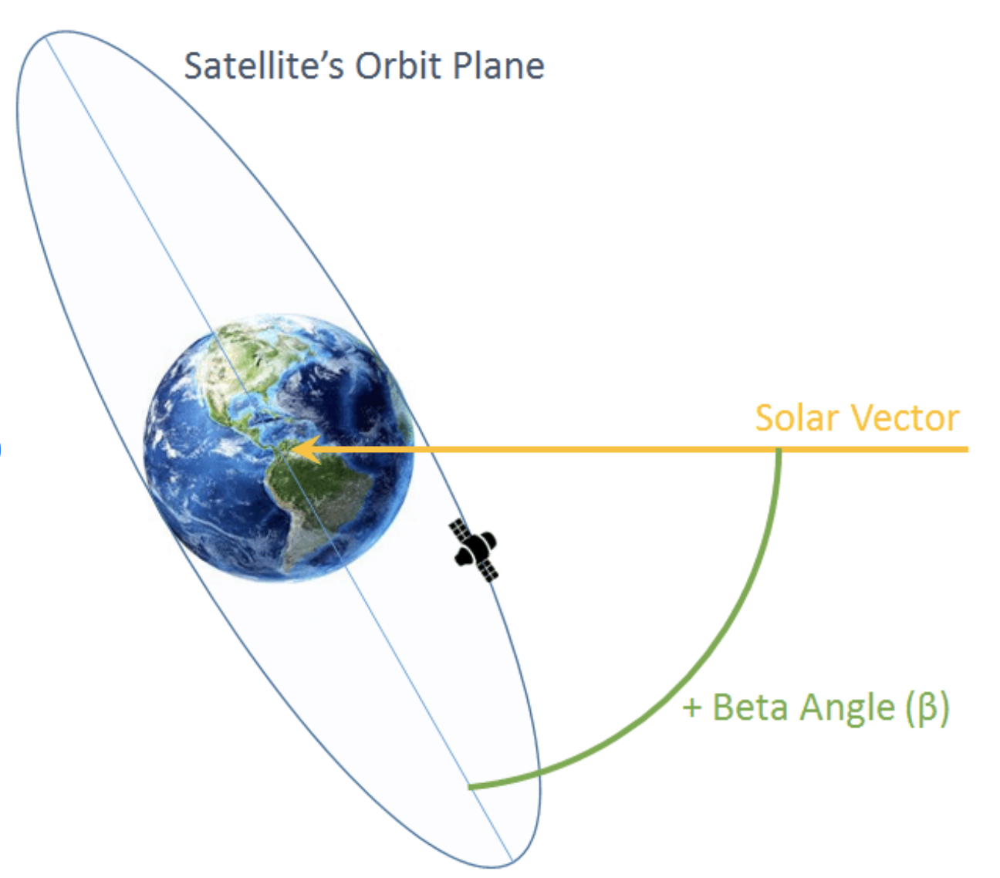 Satellite’s Orbit Plane
Solar Vector
+ Beta Angle (β)